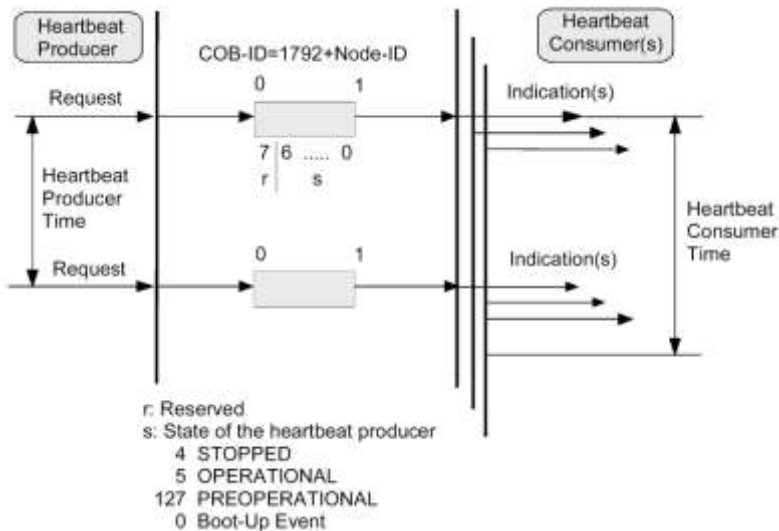 Heartbeat
Producer
Heartbeat
Consumer(s)
COB-ID=1792+Node-ID
Request
0 1
Indication(s)
7 6 ..... 0
r s
Heartbeat
Producer
Time
Heartbeat
Consumer
Time
Request
0 1
Indication(s)
r: Reserved
s: State of the heartbeat producer
4 STOPPED
5 OPERATIONAL
127 PREOPERATIONAL
0 Boot-Up Event